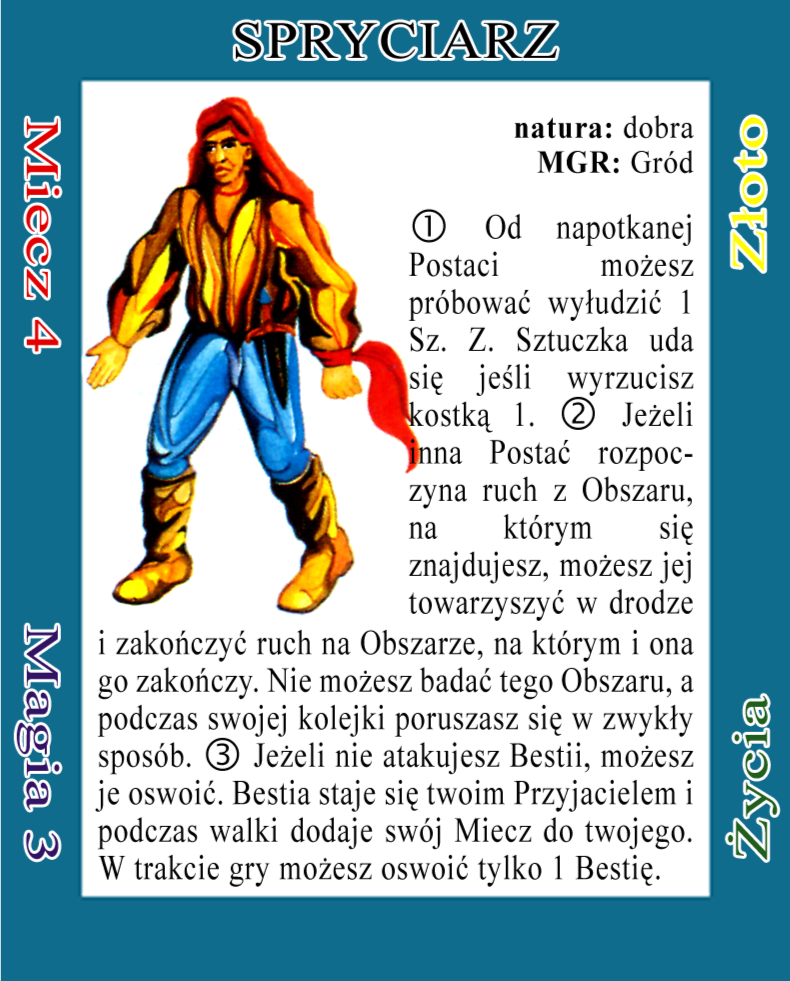 SPRYCIARZ
Miecz 4
Magia 3
Złoto
Życia
natura: dobra
MGR: Gród
① Od napotkanej
Postaci możesz
próbować wyłudzić 1
Sz. Z. Sztuczka uda
się jeśli wyrzucisz
kostką 1. ② Jeżeli
inna Postać rozpoc-
zyna ruch z Obszaru,
na którym się
znajdujesz, możesz jej
towarzyszyć w drodze
i zakończyć ruch na Obszarze, na którym i ona
go zakończy. Nie możesz badać tego Obszaru, a
podczas swojej kolejki poruszasz się w zwykły
sposób. ③ Jeżeli nie atakujesz Bestii, możesz
je oswoić. Bestia staje się twoim Przyjacielem i
podczas walki dodaje swój Miecz do twojego.
W trakcie gry możesz oswoić tylko 1 Bestię.